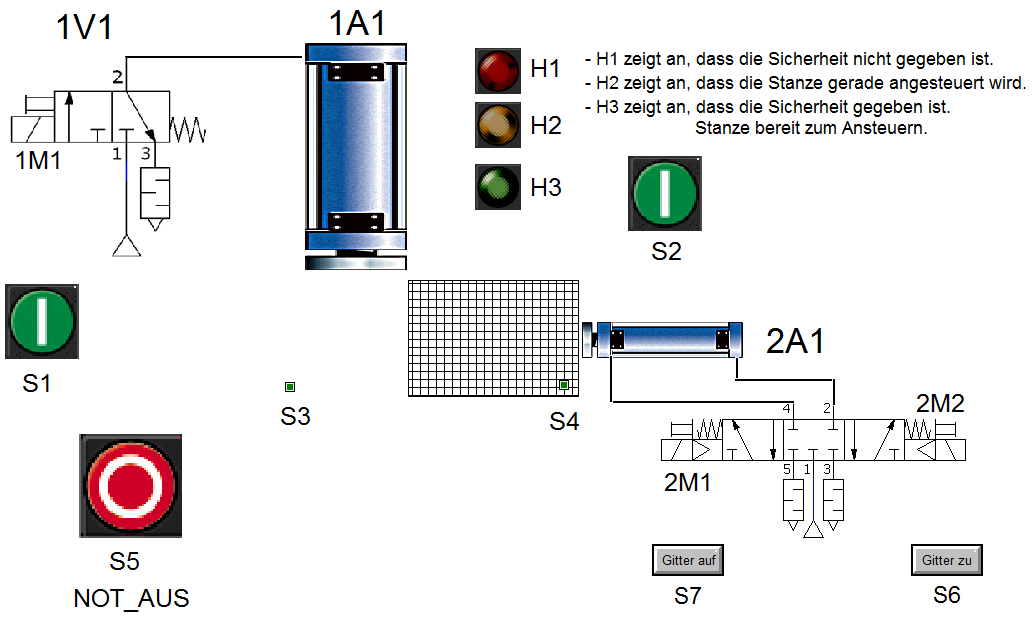 1V1
1A1
2
1M1
1
3
H1
H2
H3
- H1 zeigt an, dass die Sicherheit nicht gegeben ist.
- H2 zeigt an, dass die Stanze gerade angesteuert wird.
- H3 zeigt an, dass die Sicherheit gegeben ist.
Stanze bereit zum Ansteuern.
S2
S1
S3
S4
2A1
4
2
2M2
2M1
5
1
3
S5
NOT_AUS
Gitter auf
S7
Gitter zu
S6